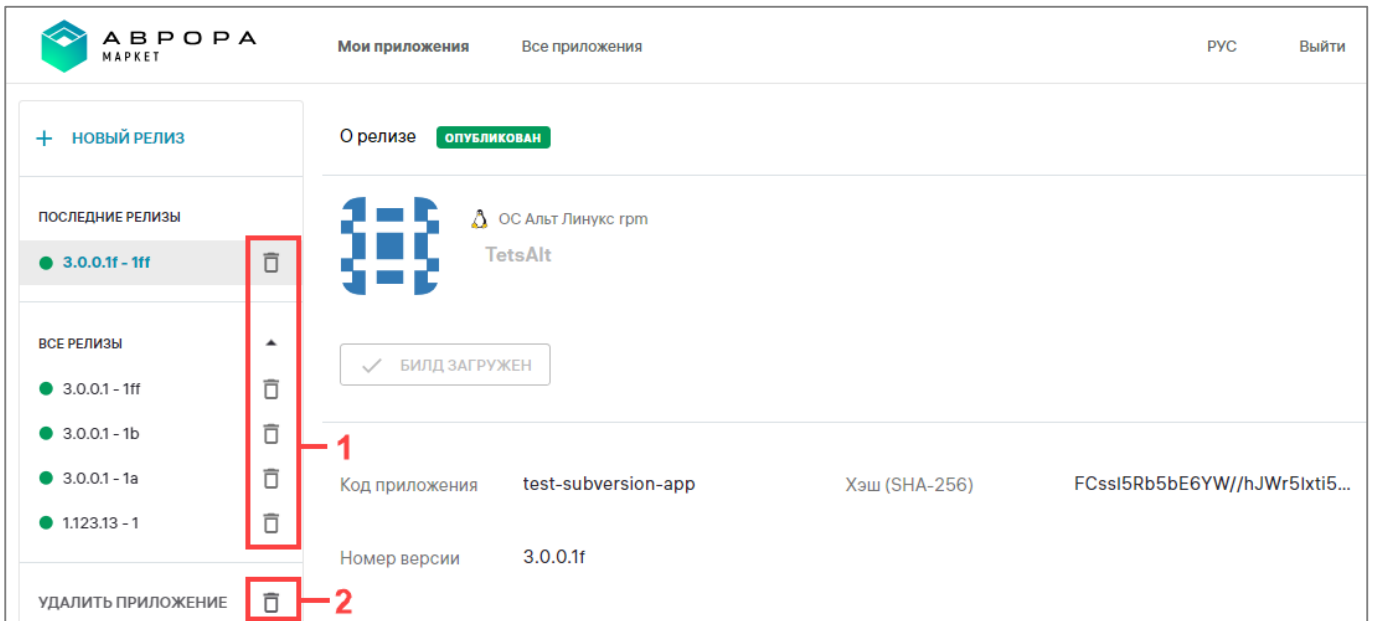 АВРОРА
МАРКЕТ
Мои приложения
Все приложения
РУС
Выйти
+ НОВЫЙ РЕЛИЗ
ПОСЛЕДНИЕ РЕЛИЗЫ
3.0.0.1f - 1ff
ВСЕ РЕЛИЗЫ
3.0.0.1 - 1ff
3.0.0.1 - 1b
3.0.0.1 - 1a
1.123.13 - 1
1
УДАЛИТЬ ПРИЛОЖЕНИЕ
2
О релизе
ОПУБЛИКОВАН
ОС Альт Линукс rpm
TetsAlt
БИЛД ЗАГРУЖЕН
Код приложения
test-subversion-app
Хэш (SHA-256)
FCssI5Rb5bE6YW//hJWr5Ixti5...
Номер версии
3.0.0.1f